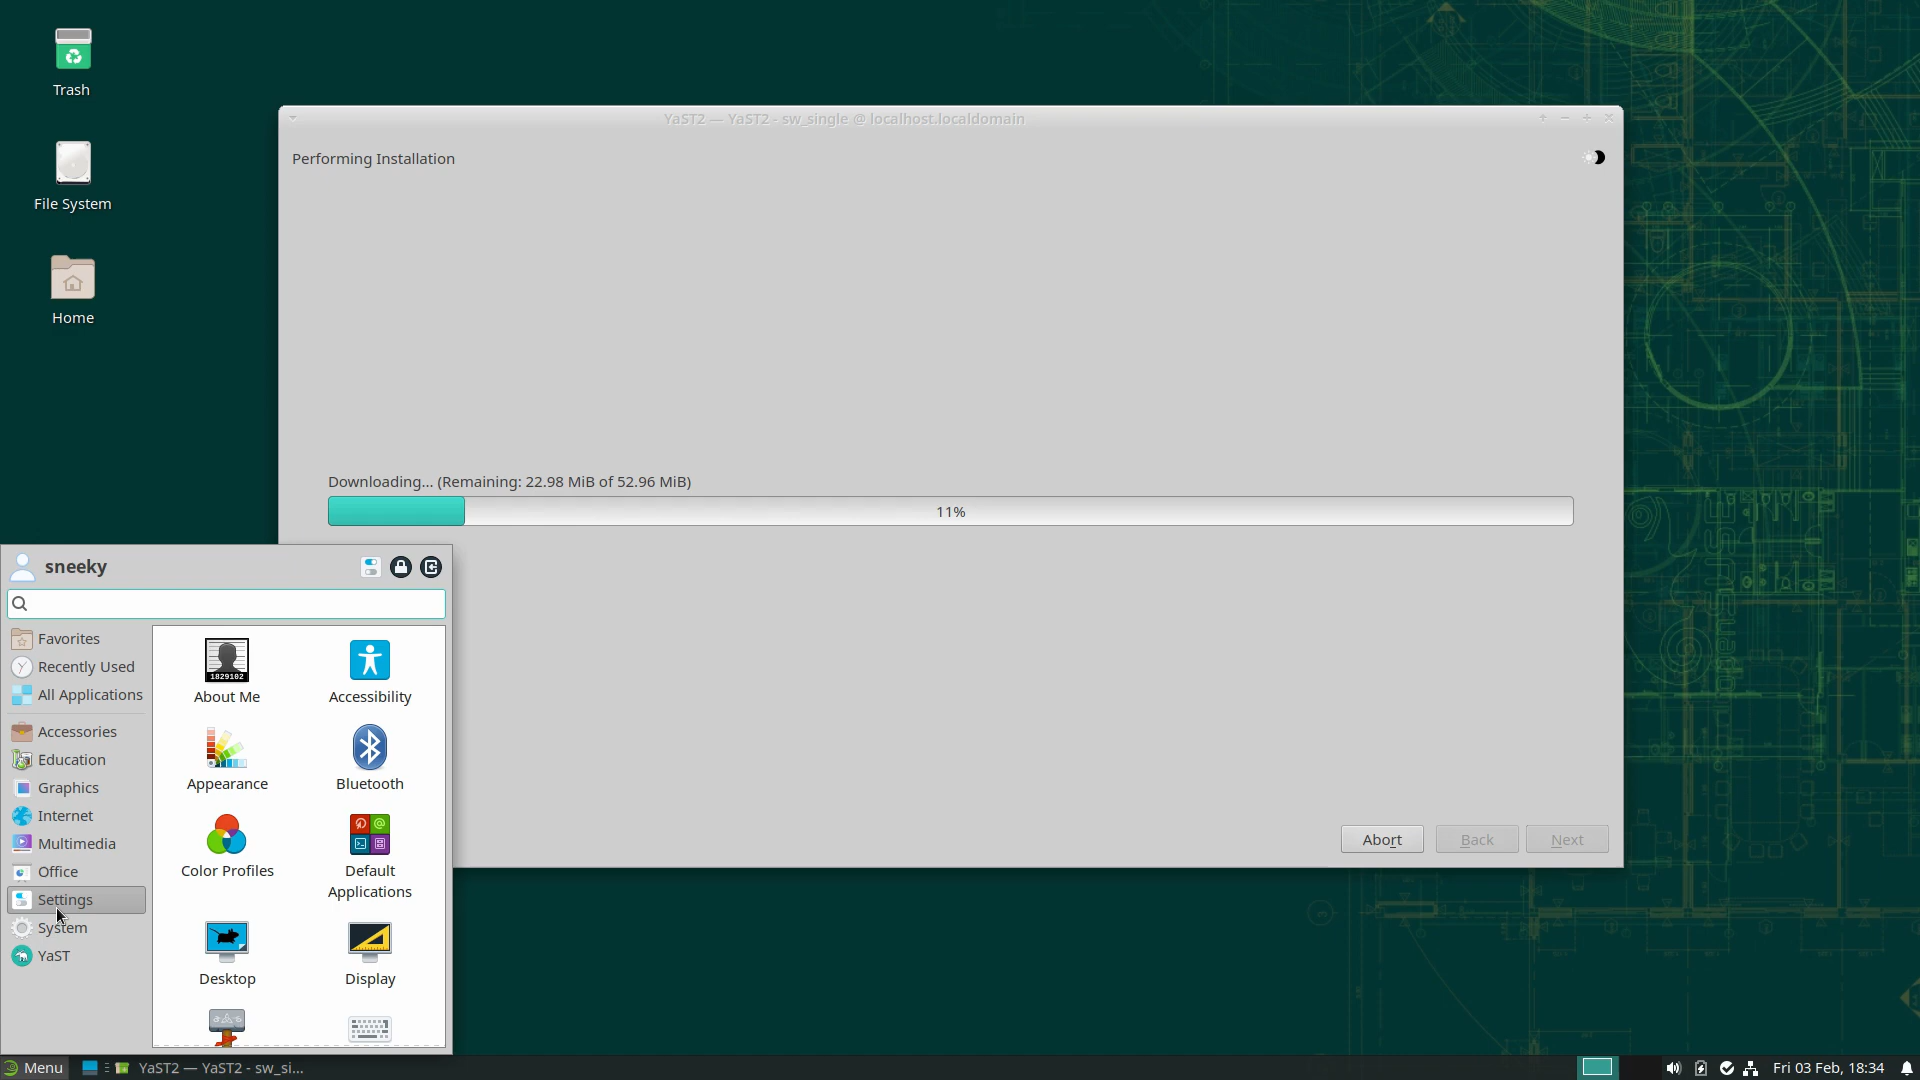 Trash
File System
Home
YaST2 — YaST2 - sw_single @ localhost.localdomain
Performing Installation
Downloading... (Remaining: 22.98 MiB of 52.96 MiB)
11%
Abort
Back
Next
sneeky
Favorites
Recently Used
All Applications
Accessories
Education
Graphics
Internet
Multimedia
Office
Settings
System
YaST
1829102
About Me
Accessibility
Appearance
Bluetooth
Color Profiles
Default
Applications
Desktop
Display
Menu
YaST2 — YaST2 - sw_si...
Fri 03 Feb, 18:34